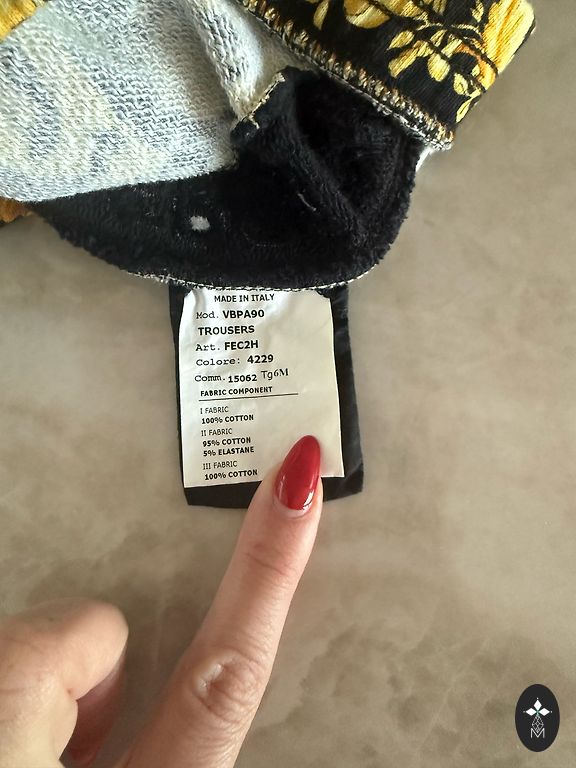 MADE IN ITALY
Mod. VBPA90
TROUSERS
Art. FEC2H
Colore: 4229
Comm. 15062 Tg6M
FABRIC COMPONENT
I FABRIC
100% COTTON
II FABRIC
95% COTTON
5% ELASTANE
III FABRIC
100% COTTON
M